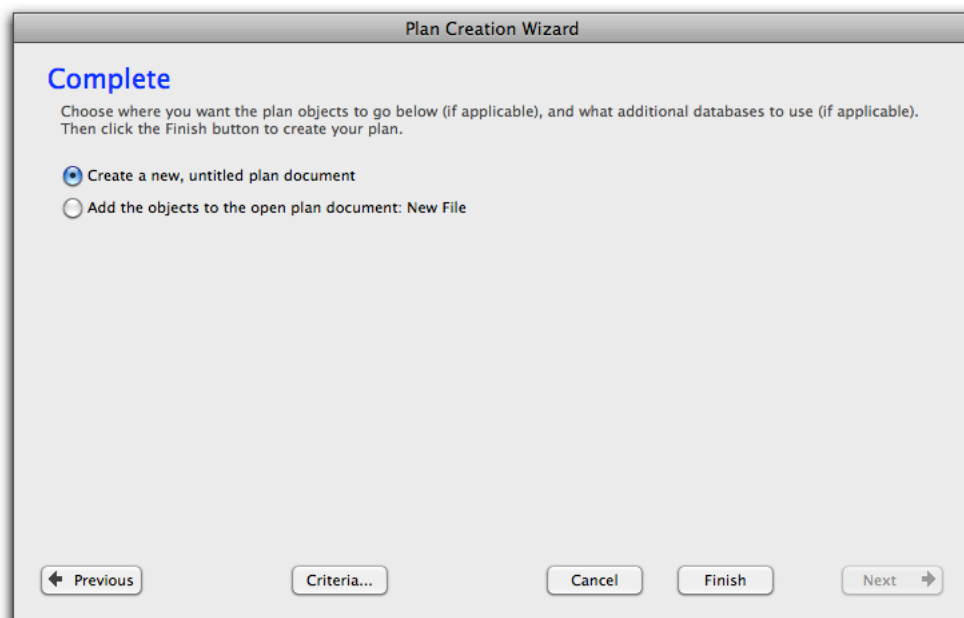 Plan Creation Wizard
Complete
Choose where you want the plan objects to go below (if applicable), and what additional databases to use (if applicable).
Then click the Finish button to create your plan.
Create a new, untitled plan document
Add the objects to the open plan document: New File
Previous Criteria... Cancel Finish Next